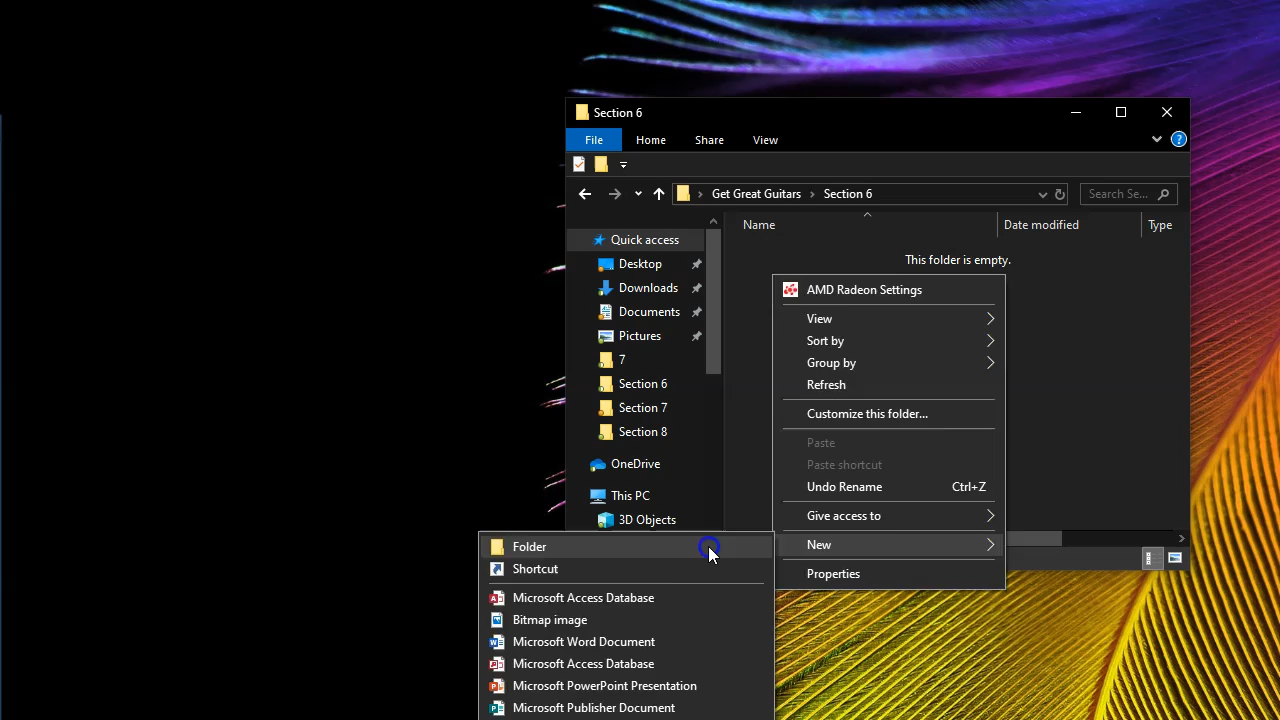 Section 6
File Home Share View
Get Great Guitars Section 6 Search Se...
Name Date modified Type
Quick access
This folder is empty.
Desktop
Downloads
Documents
Pictures
7
Section 6
Section 7
Section 8
OneDrive
This PC
3D Objects
AMD Radeon Settings
View
Sort by
Group by
Refresh
Customize this folder...
Paste
Paste shortcut
Undo Rename Ctrl+Z
Give access to
New
Properties
Folder
Shortcut
Microsoft Access Database
Bitmap image
Microsoft Word Document
Microsoft Access Database
Microsoft PowerPoint Presentation
Microsoft Publisher Document